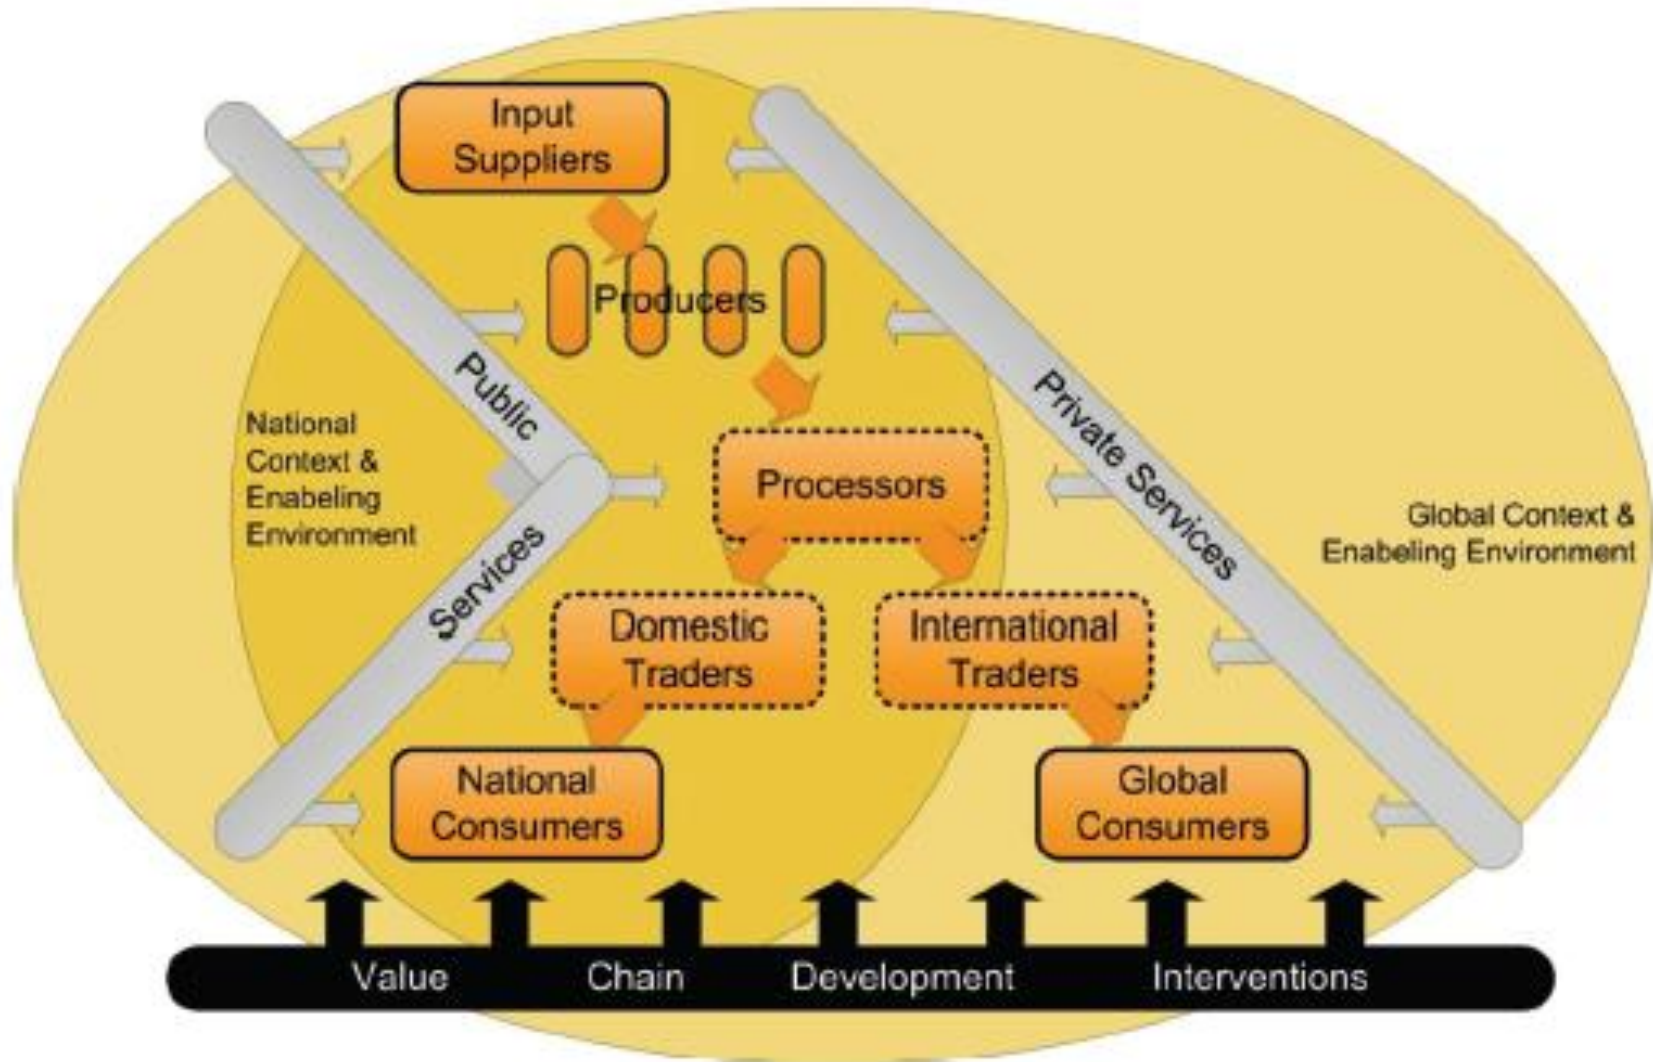 Input
Suppliers
Producers
Public
Services
Private Services
National
Context &
Enabeling
Environment
Processors
Global Context &
Enabeling Environment
Domestic
Traders
International
Traders
National
Consumers
Global
Consumers
Value Chain Development Interventions